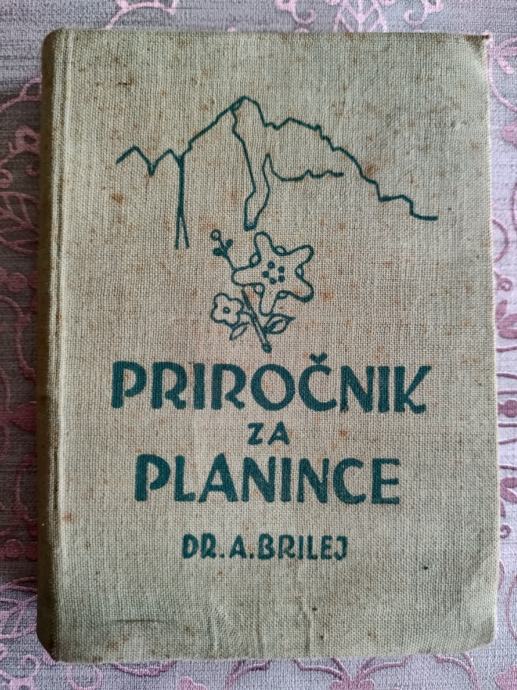 PRIROČNIK
ZA
PLANINCE
DR. A. BRILEJ